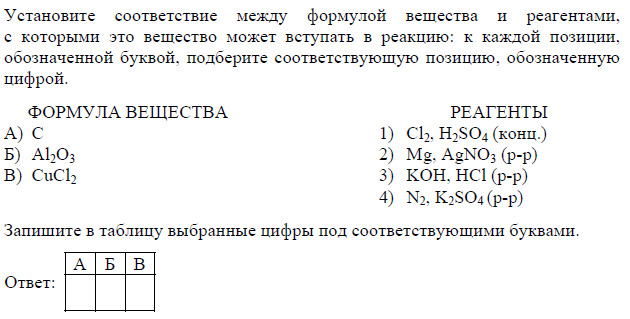 Установите соответствие между формулой вещества и реагентами,
с которыми это вещество может вступать в реакцию: к каждой позиции,
обозначенной буквой, подберите соответствующую позицию, обозначенную
цифрой.
ФОРМУЛА ВЕЩЕСТВА
А) C
Б) Al₂O₃
В) CuCl₂
РЕАГЕНТЫ
1) Cl₂, H₂SO₄ (конц.)
2) Mg, AgNO₃ (р-р)
3) KOH, HCl (р-р)
4) N₂, K₂SO₄ (р-р)
Запишите в таблицу выбранные цифры под соответствующими буквами.
Ответ:
А Б В